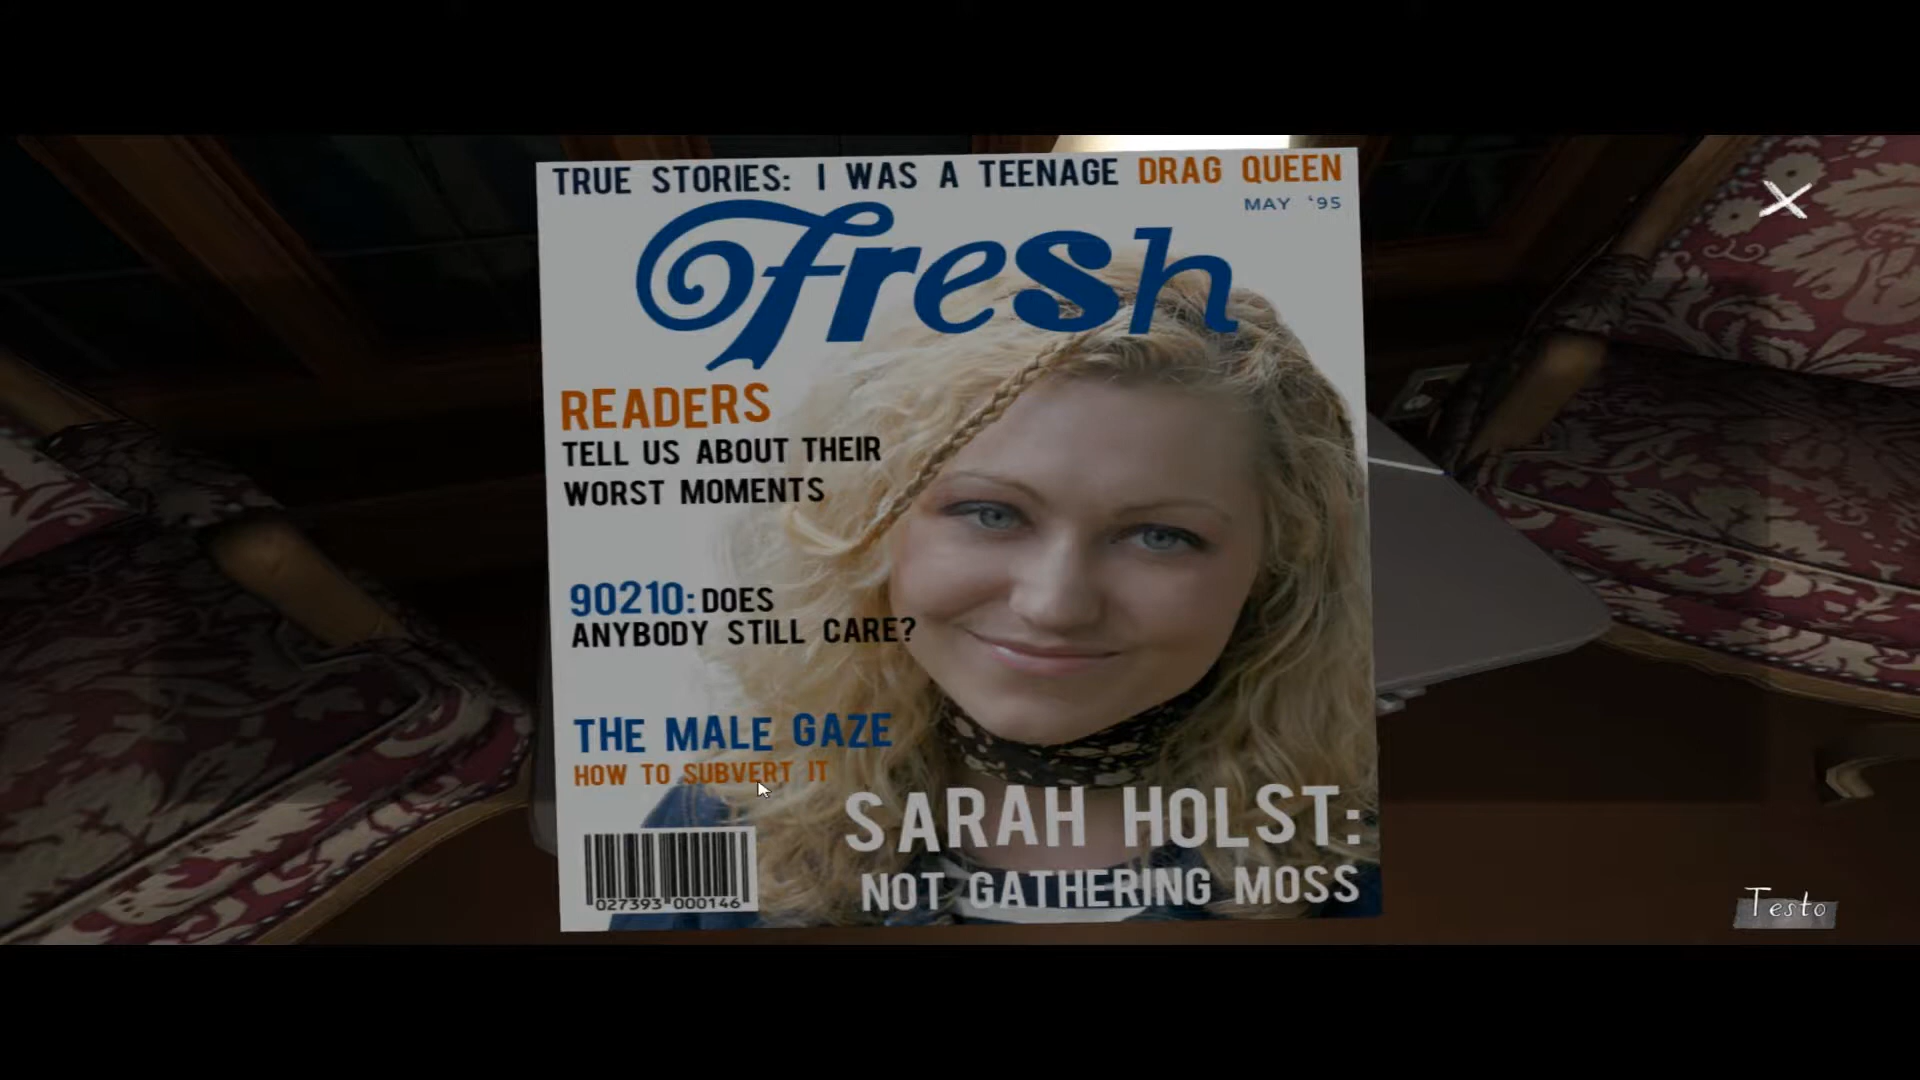 TRUE STORIES: I WAS A TEENAGE DRAG QUEEN
MAY '95
Fresh
READERS
TELL US ABOUT THEIR
WORST MOMENTS
90210: DOES
ANYBODY STILL CARE?
THE MALE GAZE
HOW TO SUBVERT IT
SARAH HOLST:
NOT GATHERING MOSS
027393 000146
Testo